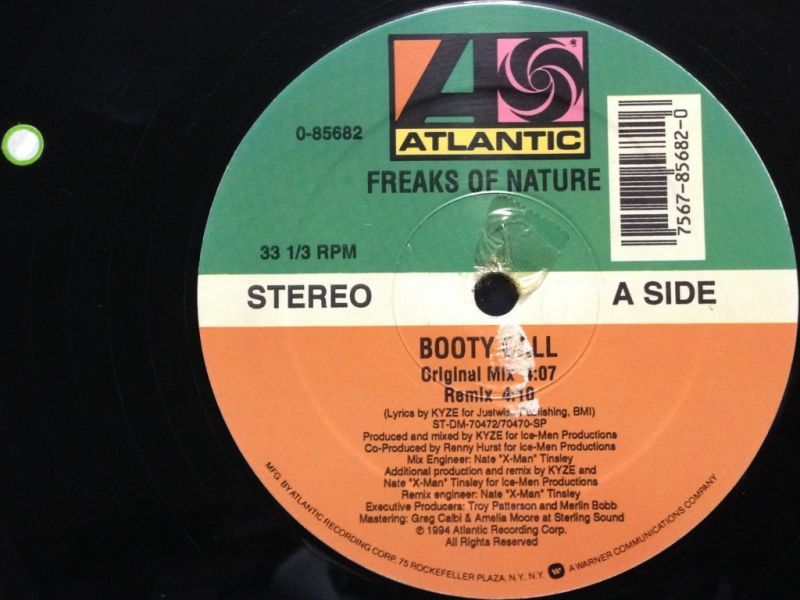 ATLANTIC
0-85682
FREAKS OF NATURE
7567-85682-0
33 1/3 RPM
STEREO
A SIDE
BOOTY
Original Mix :07
Remix 4:10
(Lyrics by KYZE for Publishing, BMI)
ST-DM-70472/70470-SP
Produced and mixed by KYZE for Ice-Men Productions
Co-Produced by Renny Hurst for Ice-Men Productions
Mix Engineer: Nate "X-Man" Tinsley
Additional production and remix by KYZE and
Nate "X-Man" Tinsley for Ice-Men Productions
Remix engineer: Nate "X-Man" Tinsley
Executive Producers: Troy Patterson and Merlin Bobb
Mastering: Greg Calbi & Amelia Moore at Sterling Sound
© 1994 Atlantic Recording Corp.
All Rights Reserved
MFG. BY ATLANTIC RECORDING CORP., 75 ROCKEFELLER PLAZA, N.Y., N.Y. A WARNER COMMUNICATIONS COMPANY